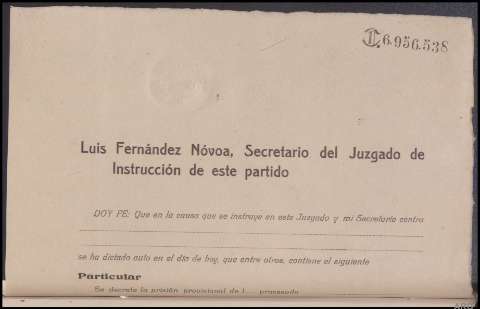 6.956.538
Luis Fernández Nóvoa, Secretario del Juzgado de
Instrucción de este partido
DOY FE: Que en la causa que se instruye en este Juzgado y mi Secretaria contra
se ha dictado auto en el día de hoy, que entre otros, contiene el siguiente
Particular
Se decreta la prisión provisional de l... procesado